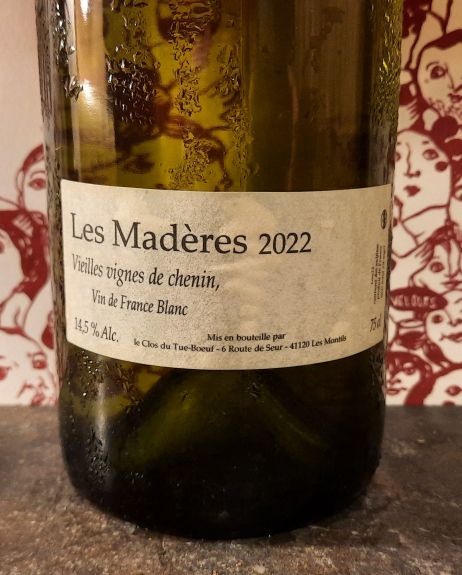 Les Madères 2022
Vieilles vignes de chenin,
Vin de France Blanc
14,5 % Alc.
Mis en bouteille par
le Clos du Tue-Boeuf - 6 Route de Seur - 41120 Les Montils
75 cl
VELOURS